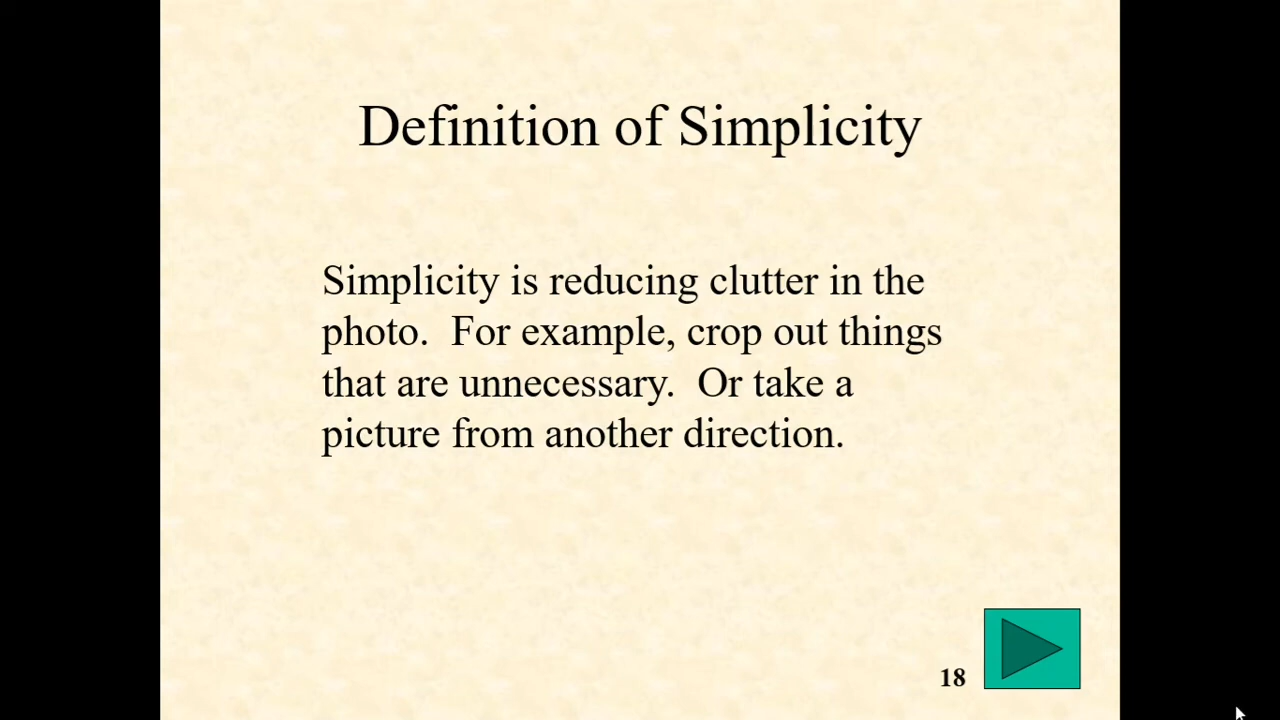 Definition of Simplicity
Simplicity is reducing clutter in the
photo.  For example, crop out things
that are unnecessary.  Or take a
picture from another direction.
18